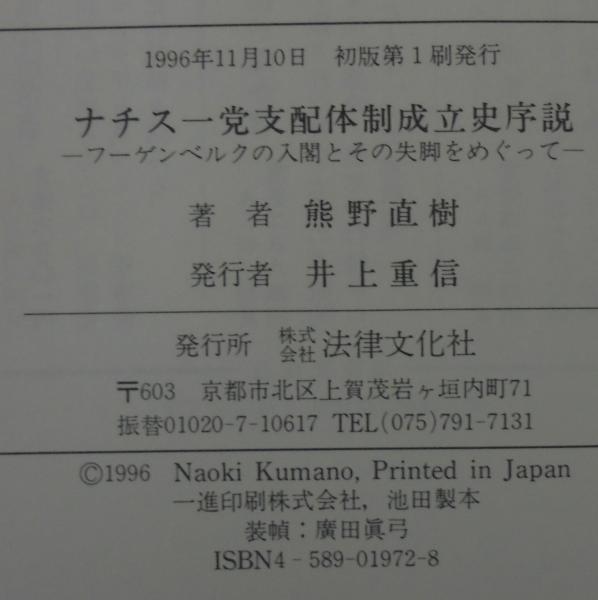 1996年11月10日　初版第1刷発行
ナチス一党支配体制成立史序説
―フーゲンベルクの入閣とその失脚をめぐって―
著　者　熊野直樹
発行者　井上重信
発行所　株式会社 法律文化社
〒603　京都市北区上賀茂岩ヶ垣内町71
振替01020-7-10617　TEL(075)791-7131
©1996　Naoki Kumano, Printed in Japan
一進印刷株式会社，池田製本
装幀：廣田眞弓
ISBN4-589-01972-8